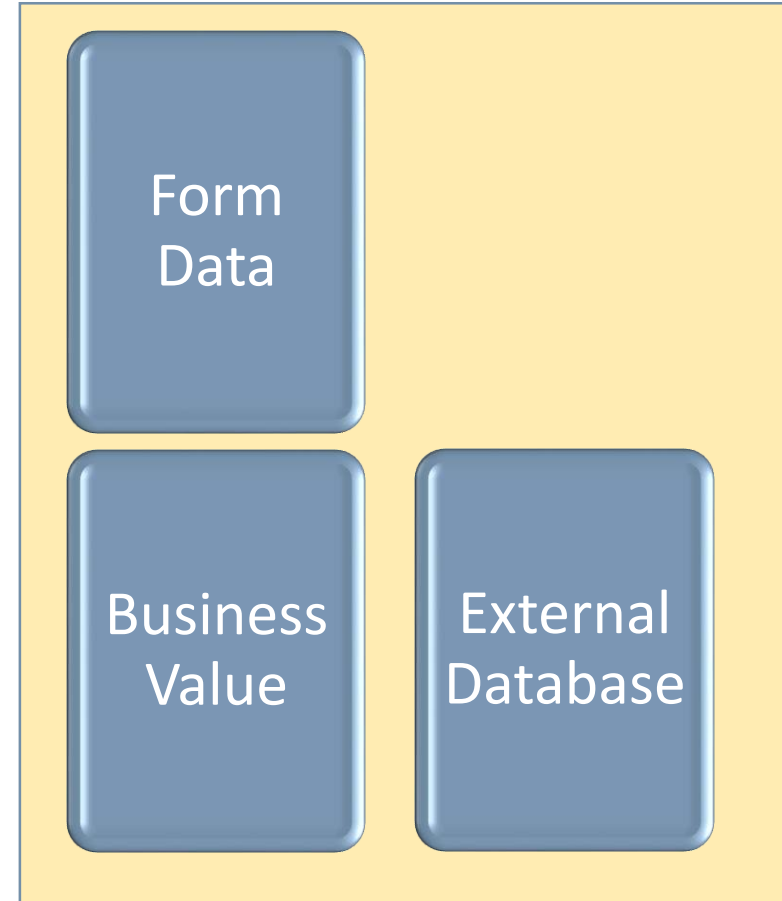 Form
Data
Business
Value
External
Database